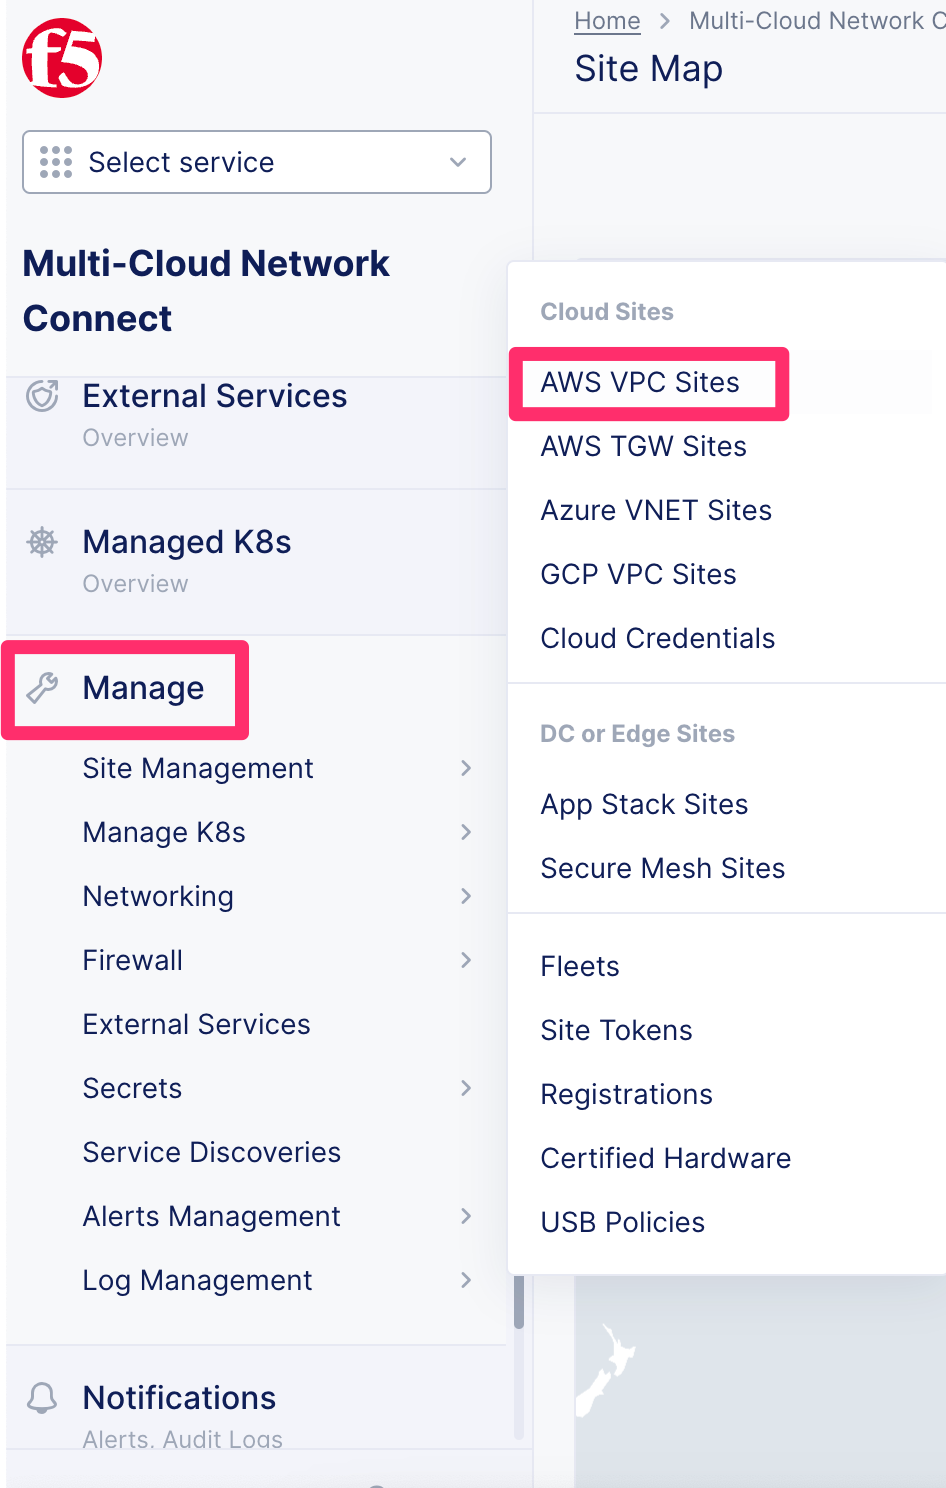 f5
Home > Multi-Cloud Network C
Site Map
Select service
Multi-Cloud Network
Connect
External Services
Overview
Managed K8s
Overview
Manage
Site Management
Manage K8s
Networking
Firewall
External Services
Secrets
Service Discoveries
Alerts Management
Log Management
Notifications
Alerts, Audit Logs
Cloud Sites
AWS VPC Sites
AWS TGW Sites
Azure VNET Sites
GCP VPC Sites
Cloud Credentials
DC or Edge Sites
App Stack Sites
Secure Mesh Sites
Fleets
Site Tokens
Registrations
Certified Hardware
USB Policies